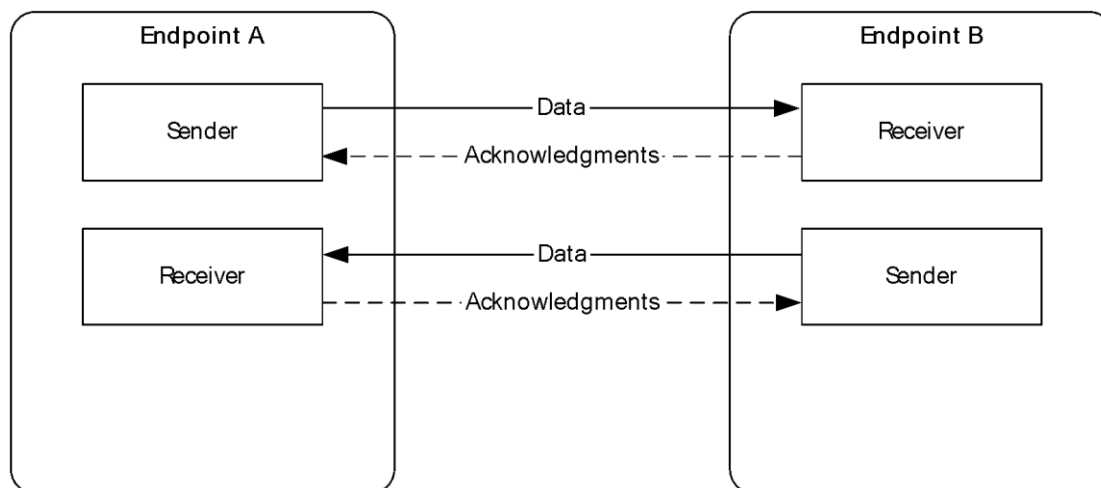 Endpoint A
Endpoint B
Sender
Data
Receiver
Acknowledgments
Receiver
Data
Sender
Acknowledgments